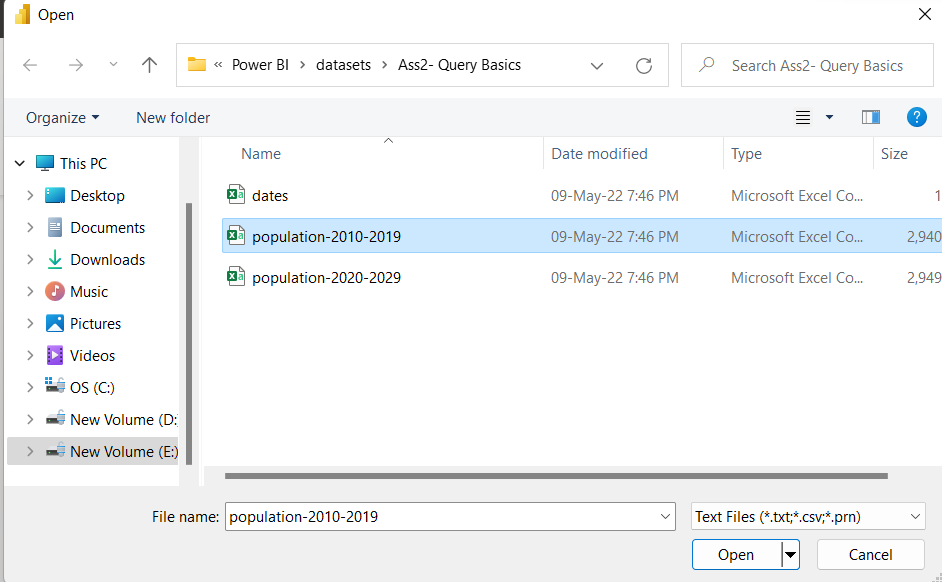 Open
« Power BI › datasets › Ass2- Query Basics
Search Ass2- Query Basics
Organize
New folder
?
Name Date modified Type Size
This PC
Desktop
Documents
Downloads
Music
Pictures
Videos
OS (C:)
New Volume (D:
New Volume (E:)
dates 09-May-22 7:46 PM Microsoft Excel Co... 1
population-2010-2019 09-May-22 7:46 PM Microsoft Excel Co... 2,940
population-2020-2029 09-May-22 7:46 PM Microsoft Excel Co... 2,949
File name: population-2010-2019
Text Files (*.txt;*.csv;*.prn)
Open
Cancel